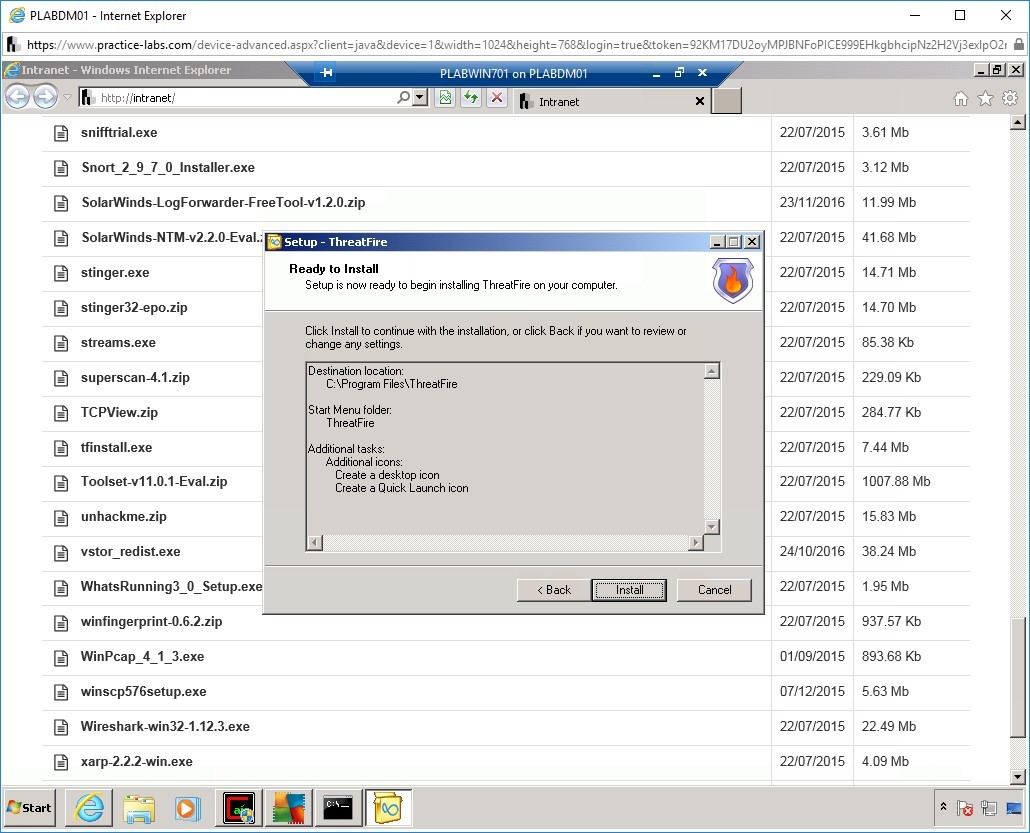 PLABDM01 - Internet Explorer
https://www.practice-labs.com/device-advanced.aspx?client=java&device=1&width=1024&height=768&login=true&token=92KM17DU2oyMPJBNFoPICE999EHkgbhcipNz2H2Vj3exIpO2r
Intranet - Windows Internet Explorer
PLABWIN701 on PLABDM01
http://intranet/
Intranet
snifftrial.exe 22/07/2015 3.61 Mb
Snort_2_9_7_0_Installer.exe 22/07/2015 3.12 Mb
SolarWinds-LogForwarder-FreeTool-v1.2.0.zip 23/11/2016 11.99 Mb
SolarWinds-NTM-v2.2.0-Eval.z 22/07/2015 41.68 Mb
stinger.exe 22/07/2015 14.71 Mb
stinger32-epo.zip 22/07/2015 14.70 Mb
streams.exe 22/07/2015 85.38 Kb
superscan-4.1.zip 22/07/2015 229.09 Kb
TCPView.zip 22/07/2015 284.77 Kb
tfinstall.exe 22/07/2015 7.44 Mb
Toolset-v11.0.1-Eval.zip 22/07/2015 1007.88 Mb
unhackme.zip 22/07/2015 15.83 Mb
vstor_redist.exe 24/10/2016 38.24 Mb
WhatsRunning3_0_Setup.exe 22/07/2015 1.95 Mb
winfingerprint-0.6.2.zip 22/07/2015 937.57 Kb
WinPcap_4_1_3.exe 01/09/2015 893.68 Kb
winscp576setup.exe 07/12/2015 5.63 Mb
Wireshark-win32-1.12.3.exe 22/07/2015 22.49 Mb
xarp-2.2.2-win.exe 22/07/2015 4.09 Mb
Setup - ThreatFire
Ready to Install
Setup is now ready to begin installing ThreatFire on your computer.
Click Install to continue with the installation, or click Back if you want to review or
change any settings.
Destination location:
C:\Program Files\ThreatFire
Start Menu folder:
ThreatFire
Additional tasks:
Additional icons:
Create a desktop icon
Create a Quick Launch icon
< Back Install Cancel
Start